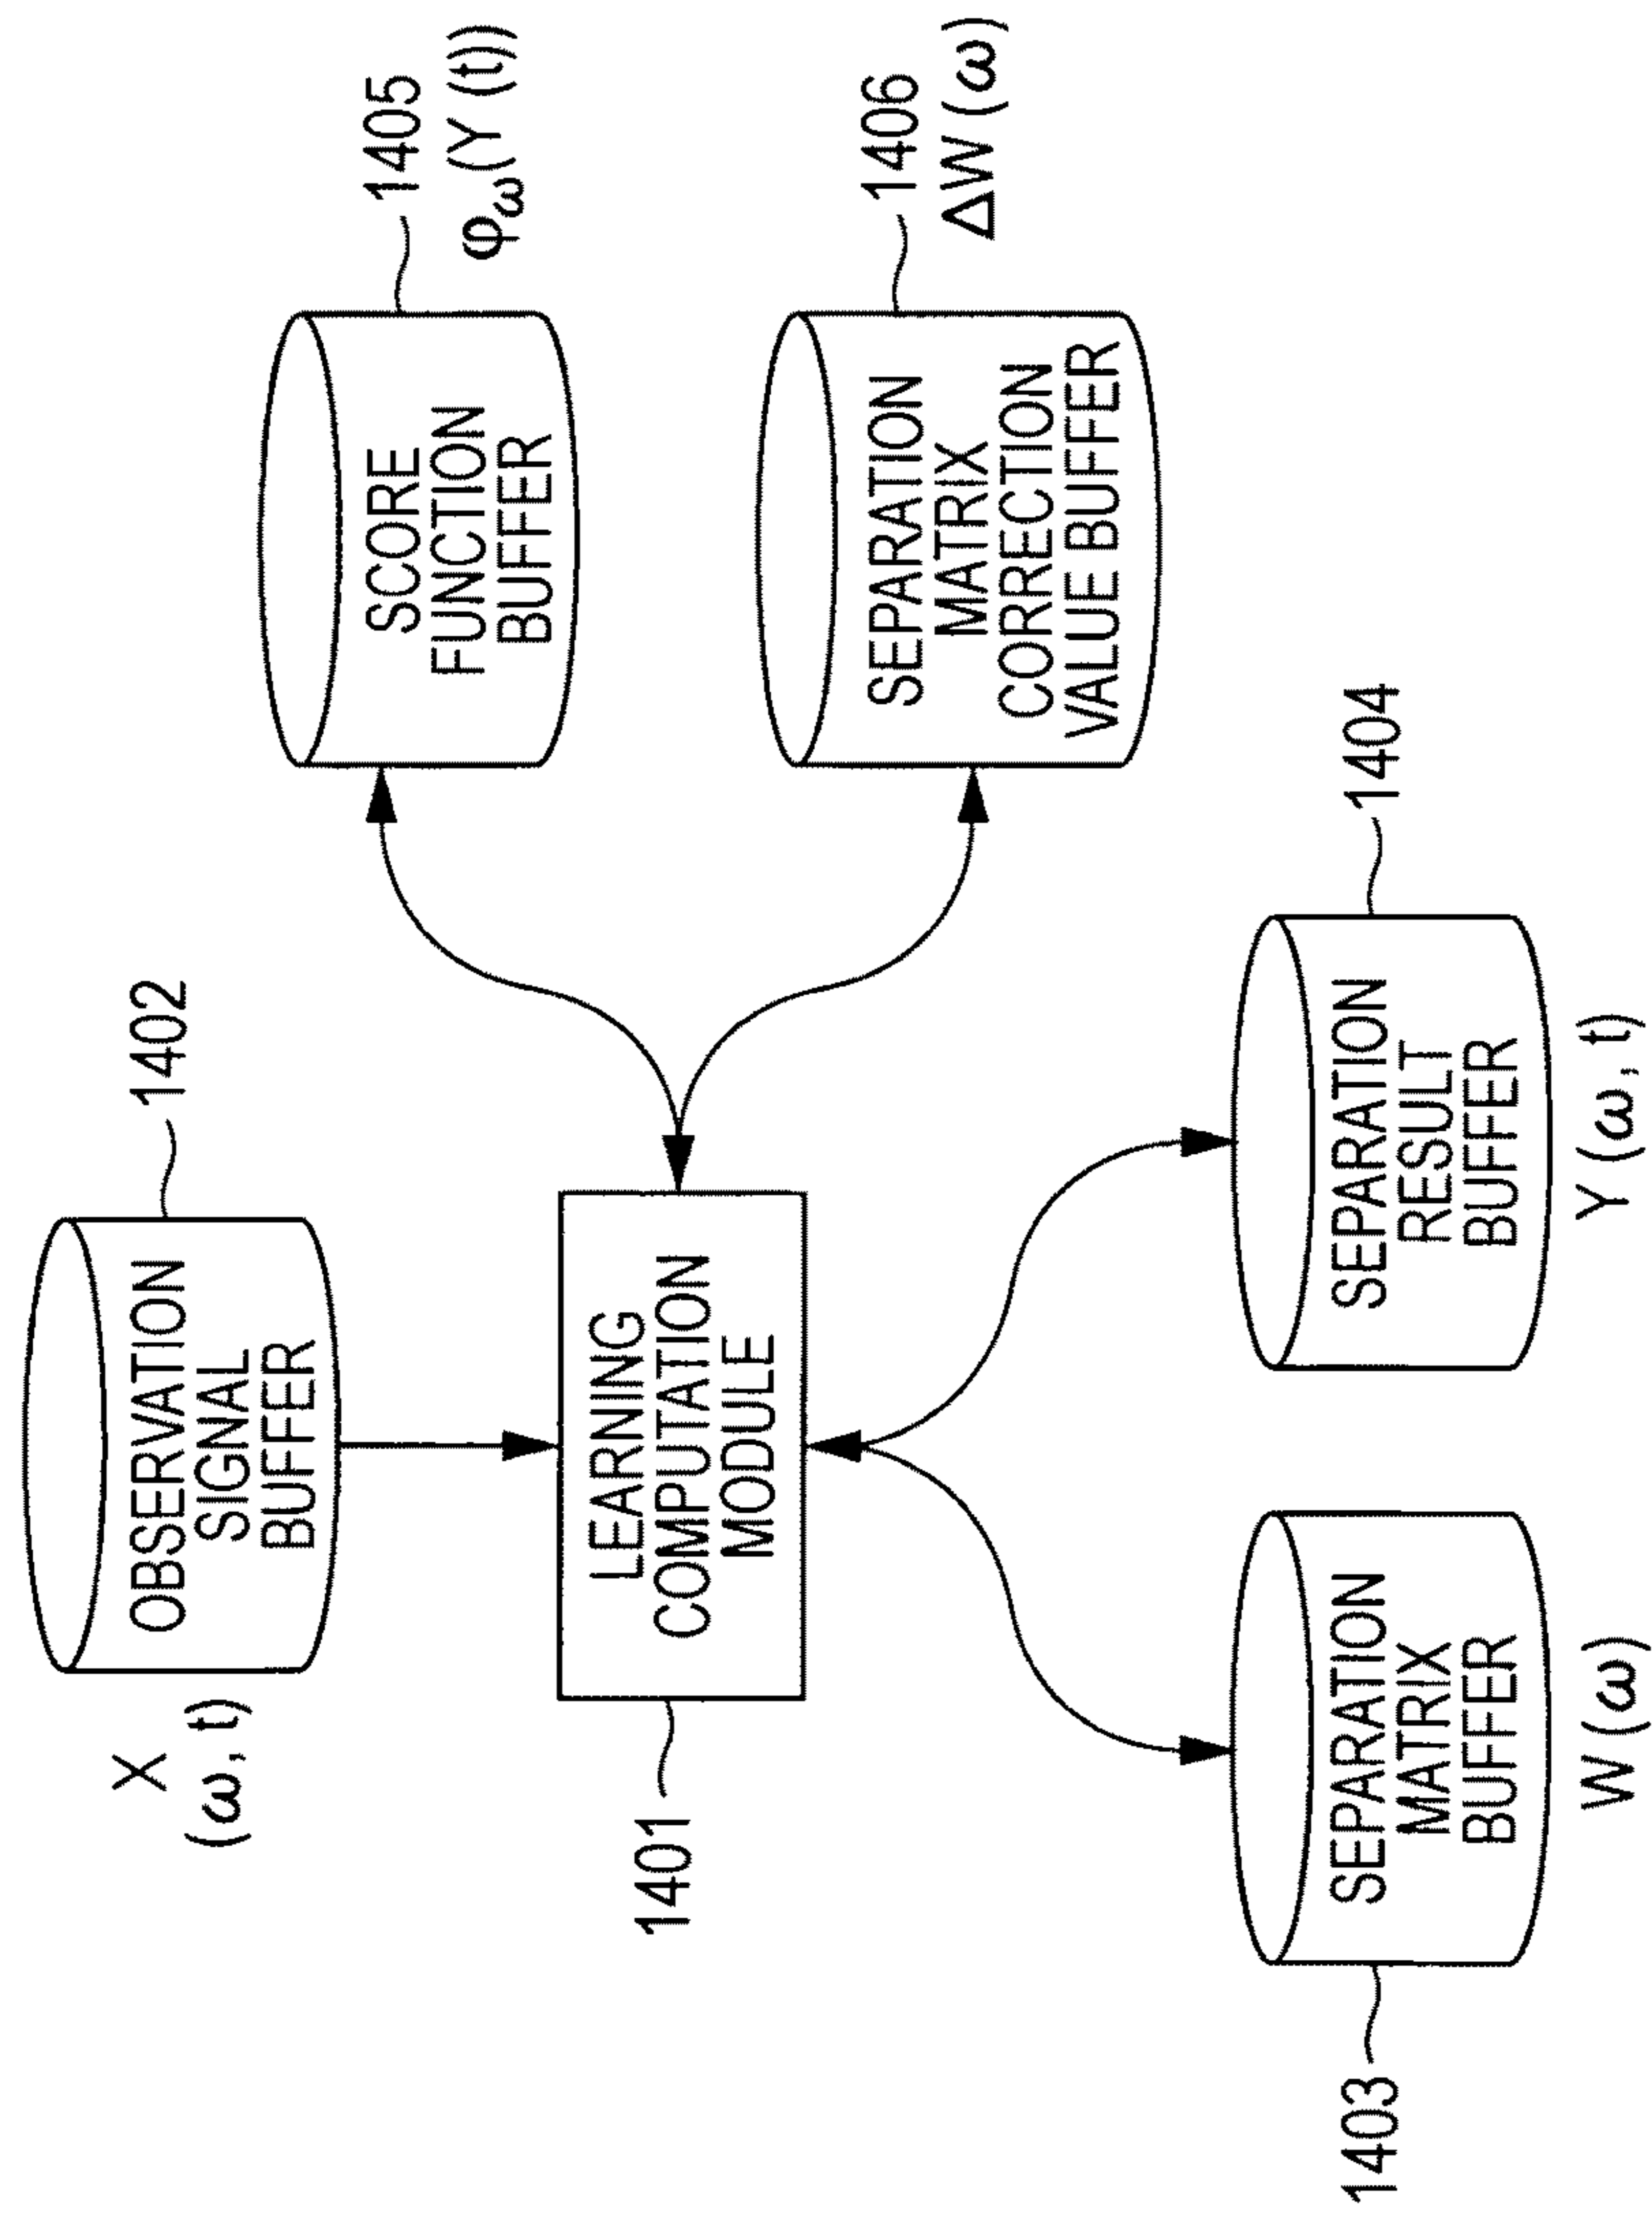 X
(ω, t)
OBSERVATION
SIGNAL
BUFFER
1402
1401
LEARNING
COMPUTATION
MODULE
SCORE
FUNCTION
BUFFER
1405
φω(Y (t))
SEPARATION
MATRIX
CORRECTION
VALUE BUFFER
1406
ΔW (ω)
1403
SEPARATION
MATRIX
BUFFER
W (ω)
SEPARATION
RESULT
BUFFER
1404
Y (ω, t)